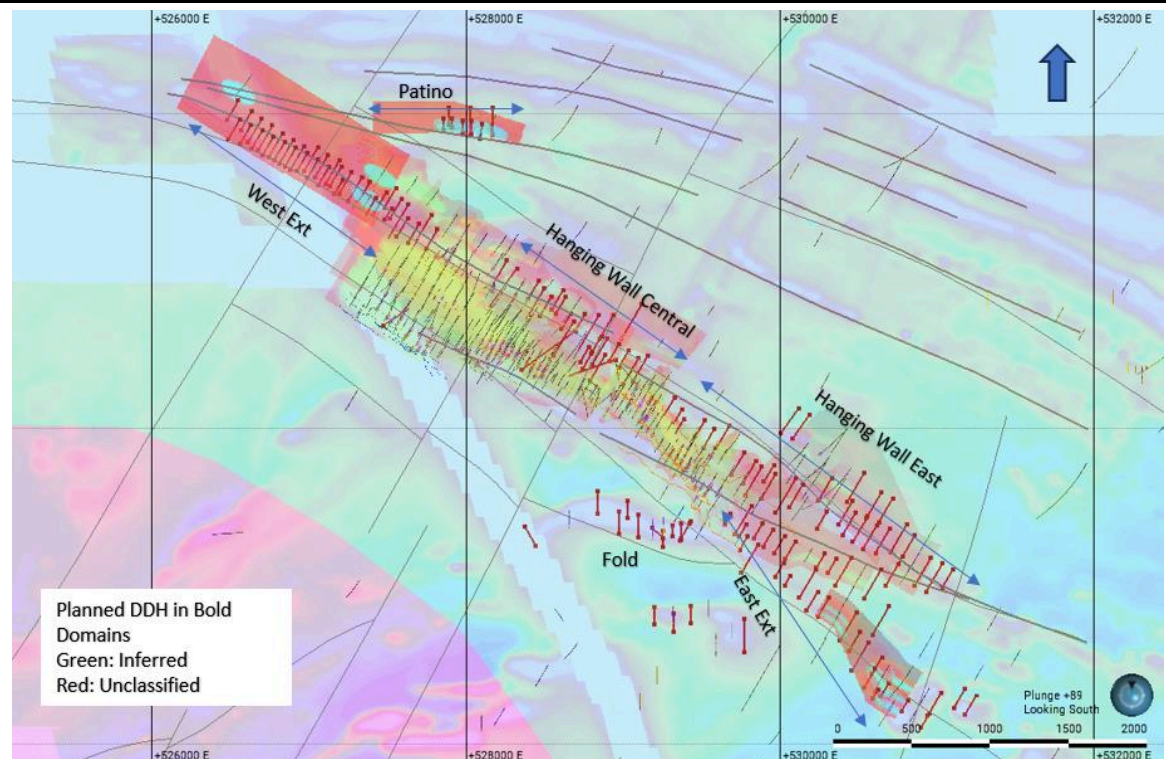 +526000 E
+528000 E
+530000 E
+532000 E
Patino
West Ext
Hanging Wall Central
Hanging Wall East
Fold
East Ext
Planned DDH in Bold
Domains
Green: Inferred
Red: Unclassified
Plunge +89
Looking South
0
500
1000
1500
2000
+526000 E
+528000 E
+530000 E
+532000 E